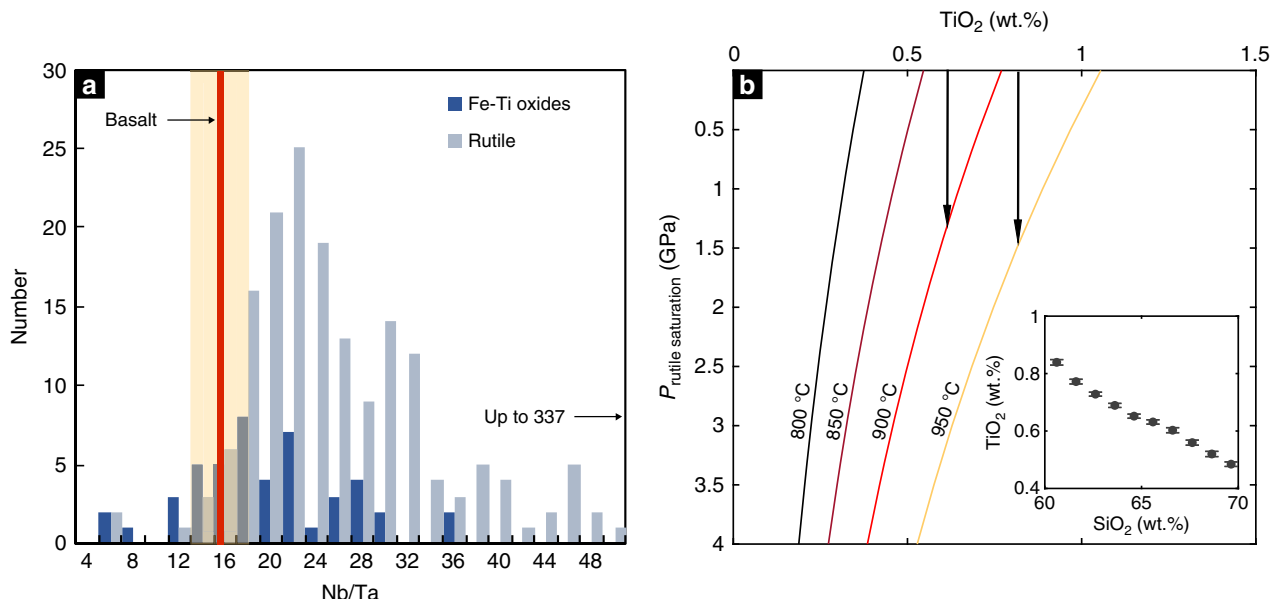 a
30
25
20
15
10
5
0
Number
Basalt
Fe-Ti oxides
Rutile
Up to 337
4 8 12 16 20 24 28 32 36 40 44 48
Nb/Ta
b
TiO₂ (wt.%)
0 0.5 1 1.5
0.5
1
1.5
2
2.5
3
3.5
4
Prutile saturation (GPa)
800 °C
850 °C
900 °C
950 °C
1
0.8
0.6
0.4
TiO₂ (wt.%)
60 65 70
SiO₂ (wt.%)